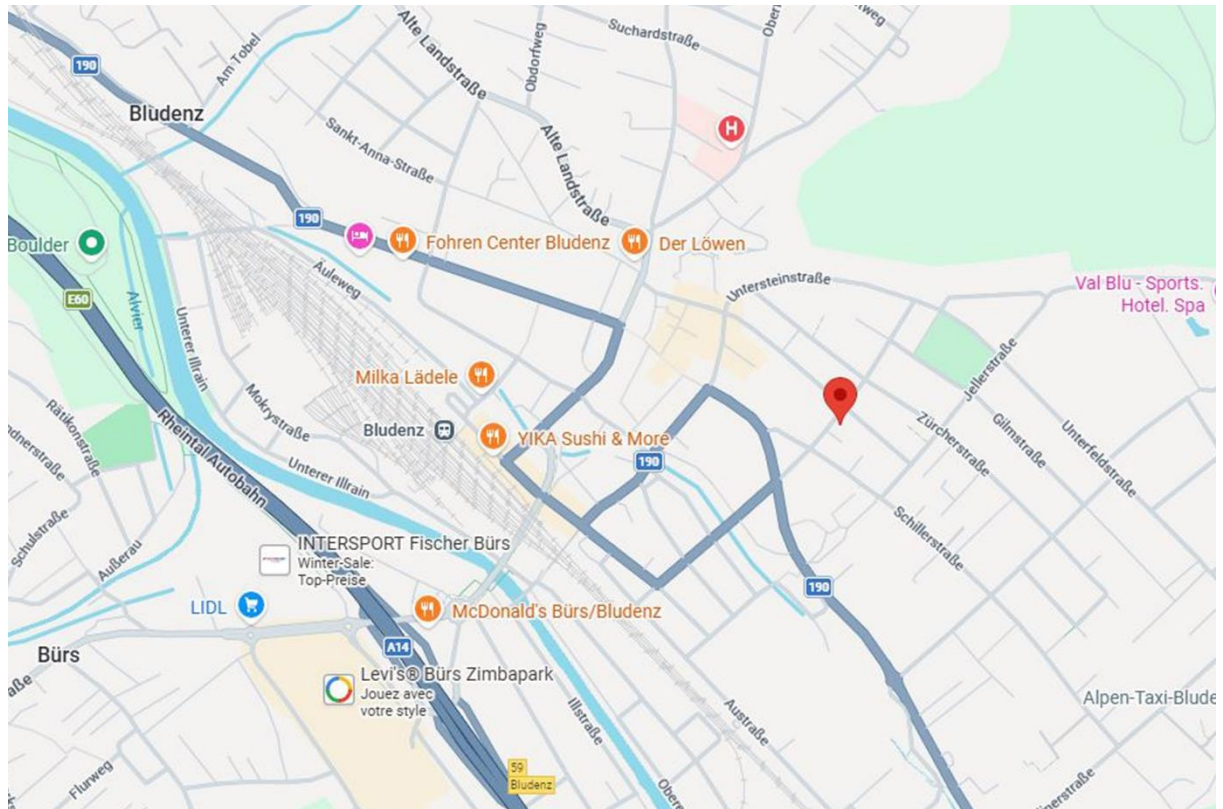 Suchardstraße
190
Am Tobel
Alte Landstraße
Obdorfweg
Bludenz
Sankt-Anna-Straße
Alte Landstraße
H
190
Fohren Center Bludenz
Der Löwen
Boulder
Äuleweg
Untersteinstraße
Val Blu - Sports.
Hotel. Spa
E60
Alvier
Unterer Illrain
Milka Lädele
Jellerstraße
Mokrystraße
Rätikonstraße
Bludenz
YIKA Sushi & More
Zürcherstraße
Gilmstraße
Unterfeldstraße
Rheintal/Autobahn
Unterer Illrain
190
Schulstraße
Außerau
Schillerstraße
INTERSPORT Fischer Bürs
Winter-Sale:
Top-Preise
190
LIDL
McDonald's Bürs/Bludenz
A14
Bürs
Levi's® Bürs Zimbapark
Jouez avec
votre style
Illstraße
Austraße
Alpen-Taxi-Blude
59
Bludenz
Flurweg